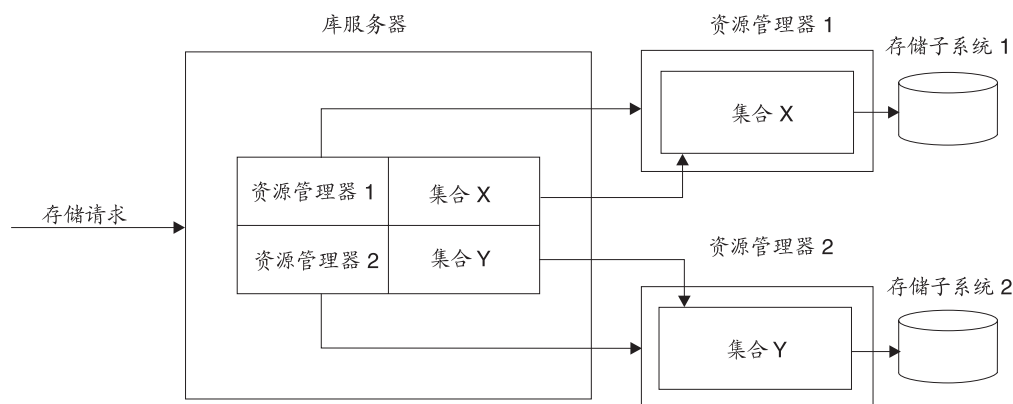 库服务器
资源管理器 1
存储子系统 1
集合 X
资源管理器 1
集合 X
存储请求
资源管理器 2
集合 Y
资源管理器 2
存储子系统 2
集合 Y